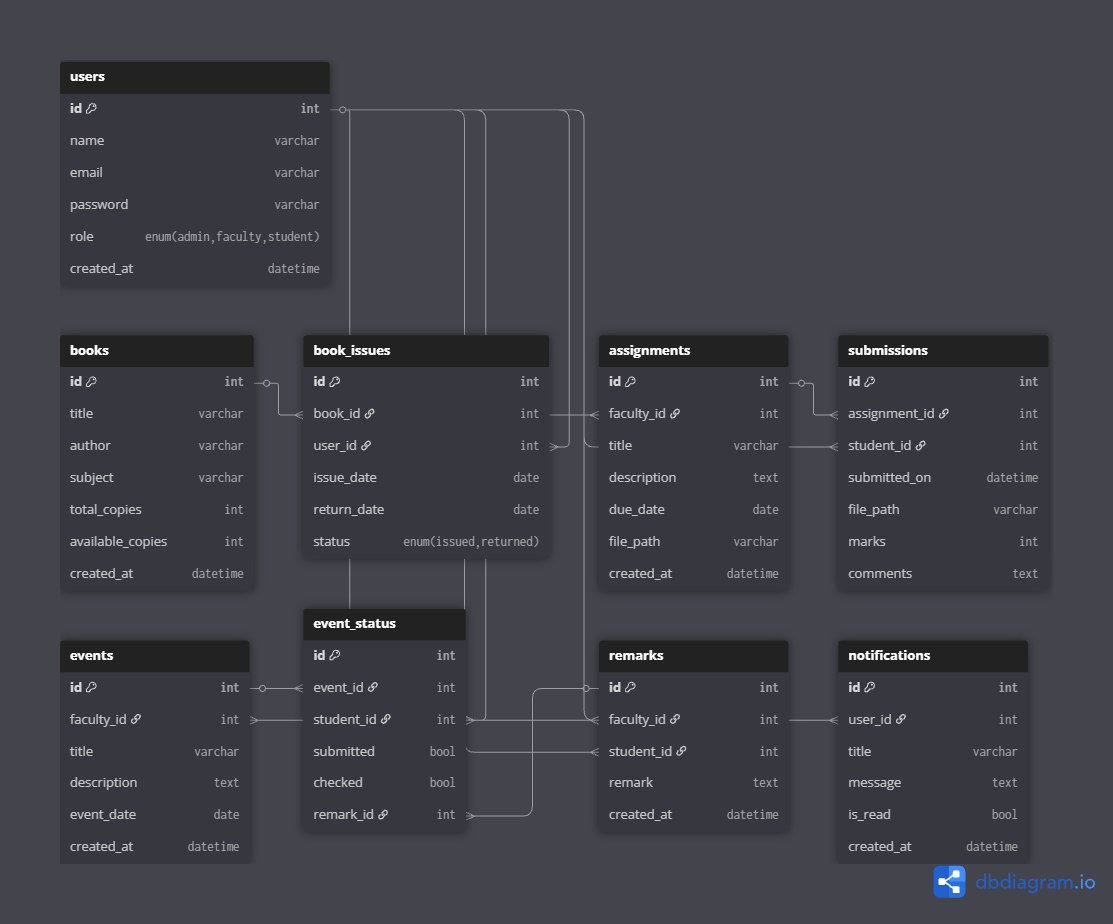 users
id int
name varchar
email varchar
password varchar
role enum(admin,faculty,student)
created_at datetime
books
id int
title varchar
author varchar
subject varchar
total_copies int
available_copies int
created_at datetime
book_issues
id int
book_id int
user_id int
issue_date date
return_date date
status enum(issued,returned)
assignments
id int
faculty_id int
title varchar
description text
due_date date
file_path varchar
created_at datetime
submissions
id int
assignment_id int
student_id int
submitted_on datetime
file_path varchar
marks int
comments text
events
id int
faculty_id int
title varchar
description text
event_date date
created_at datetime
event_status
id int
event_id int
student_id int
submitted bool
checked bool
remark_id int
remarks
id int
faculty_id int
student_id int
remark text
created_at datetime
notifications
id int
user_id int
title varchar
message text
is_read bool
created_at datetime
dbdiagram.io